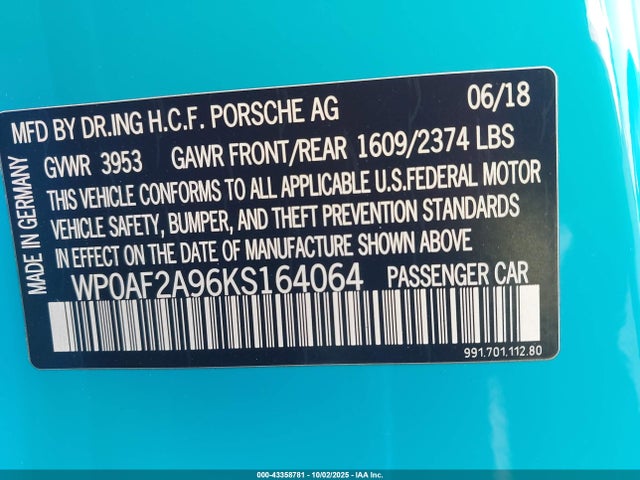 MFD BY DR.ING H.C.F. PORSCHE AG 06/18
GVWR 3953 GAWR FRONT/REAR 1609/2374 LBS
THIS VEHICLE CONFORMS TO ALL APPLICABLE U.S.FEDERAL MOTOR
VEHICLE SAFETY, BUMPER, AND THEFT PREVENTION STANDARDS
IN EFFECT ON THE DATE OF MANUFACTURE SHOWN ABOVE
WP0AF2A96KS164064 PASSENGER CAR
991.701.112.80
MADE IN GERMANY
000-43358781 - 10/02/2025 - IAA Inc.